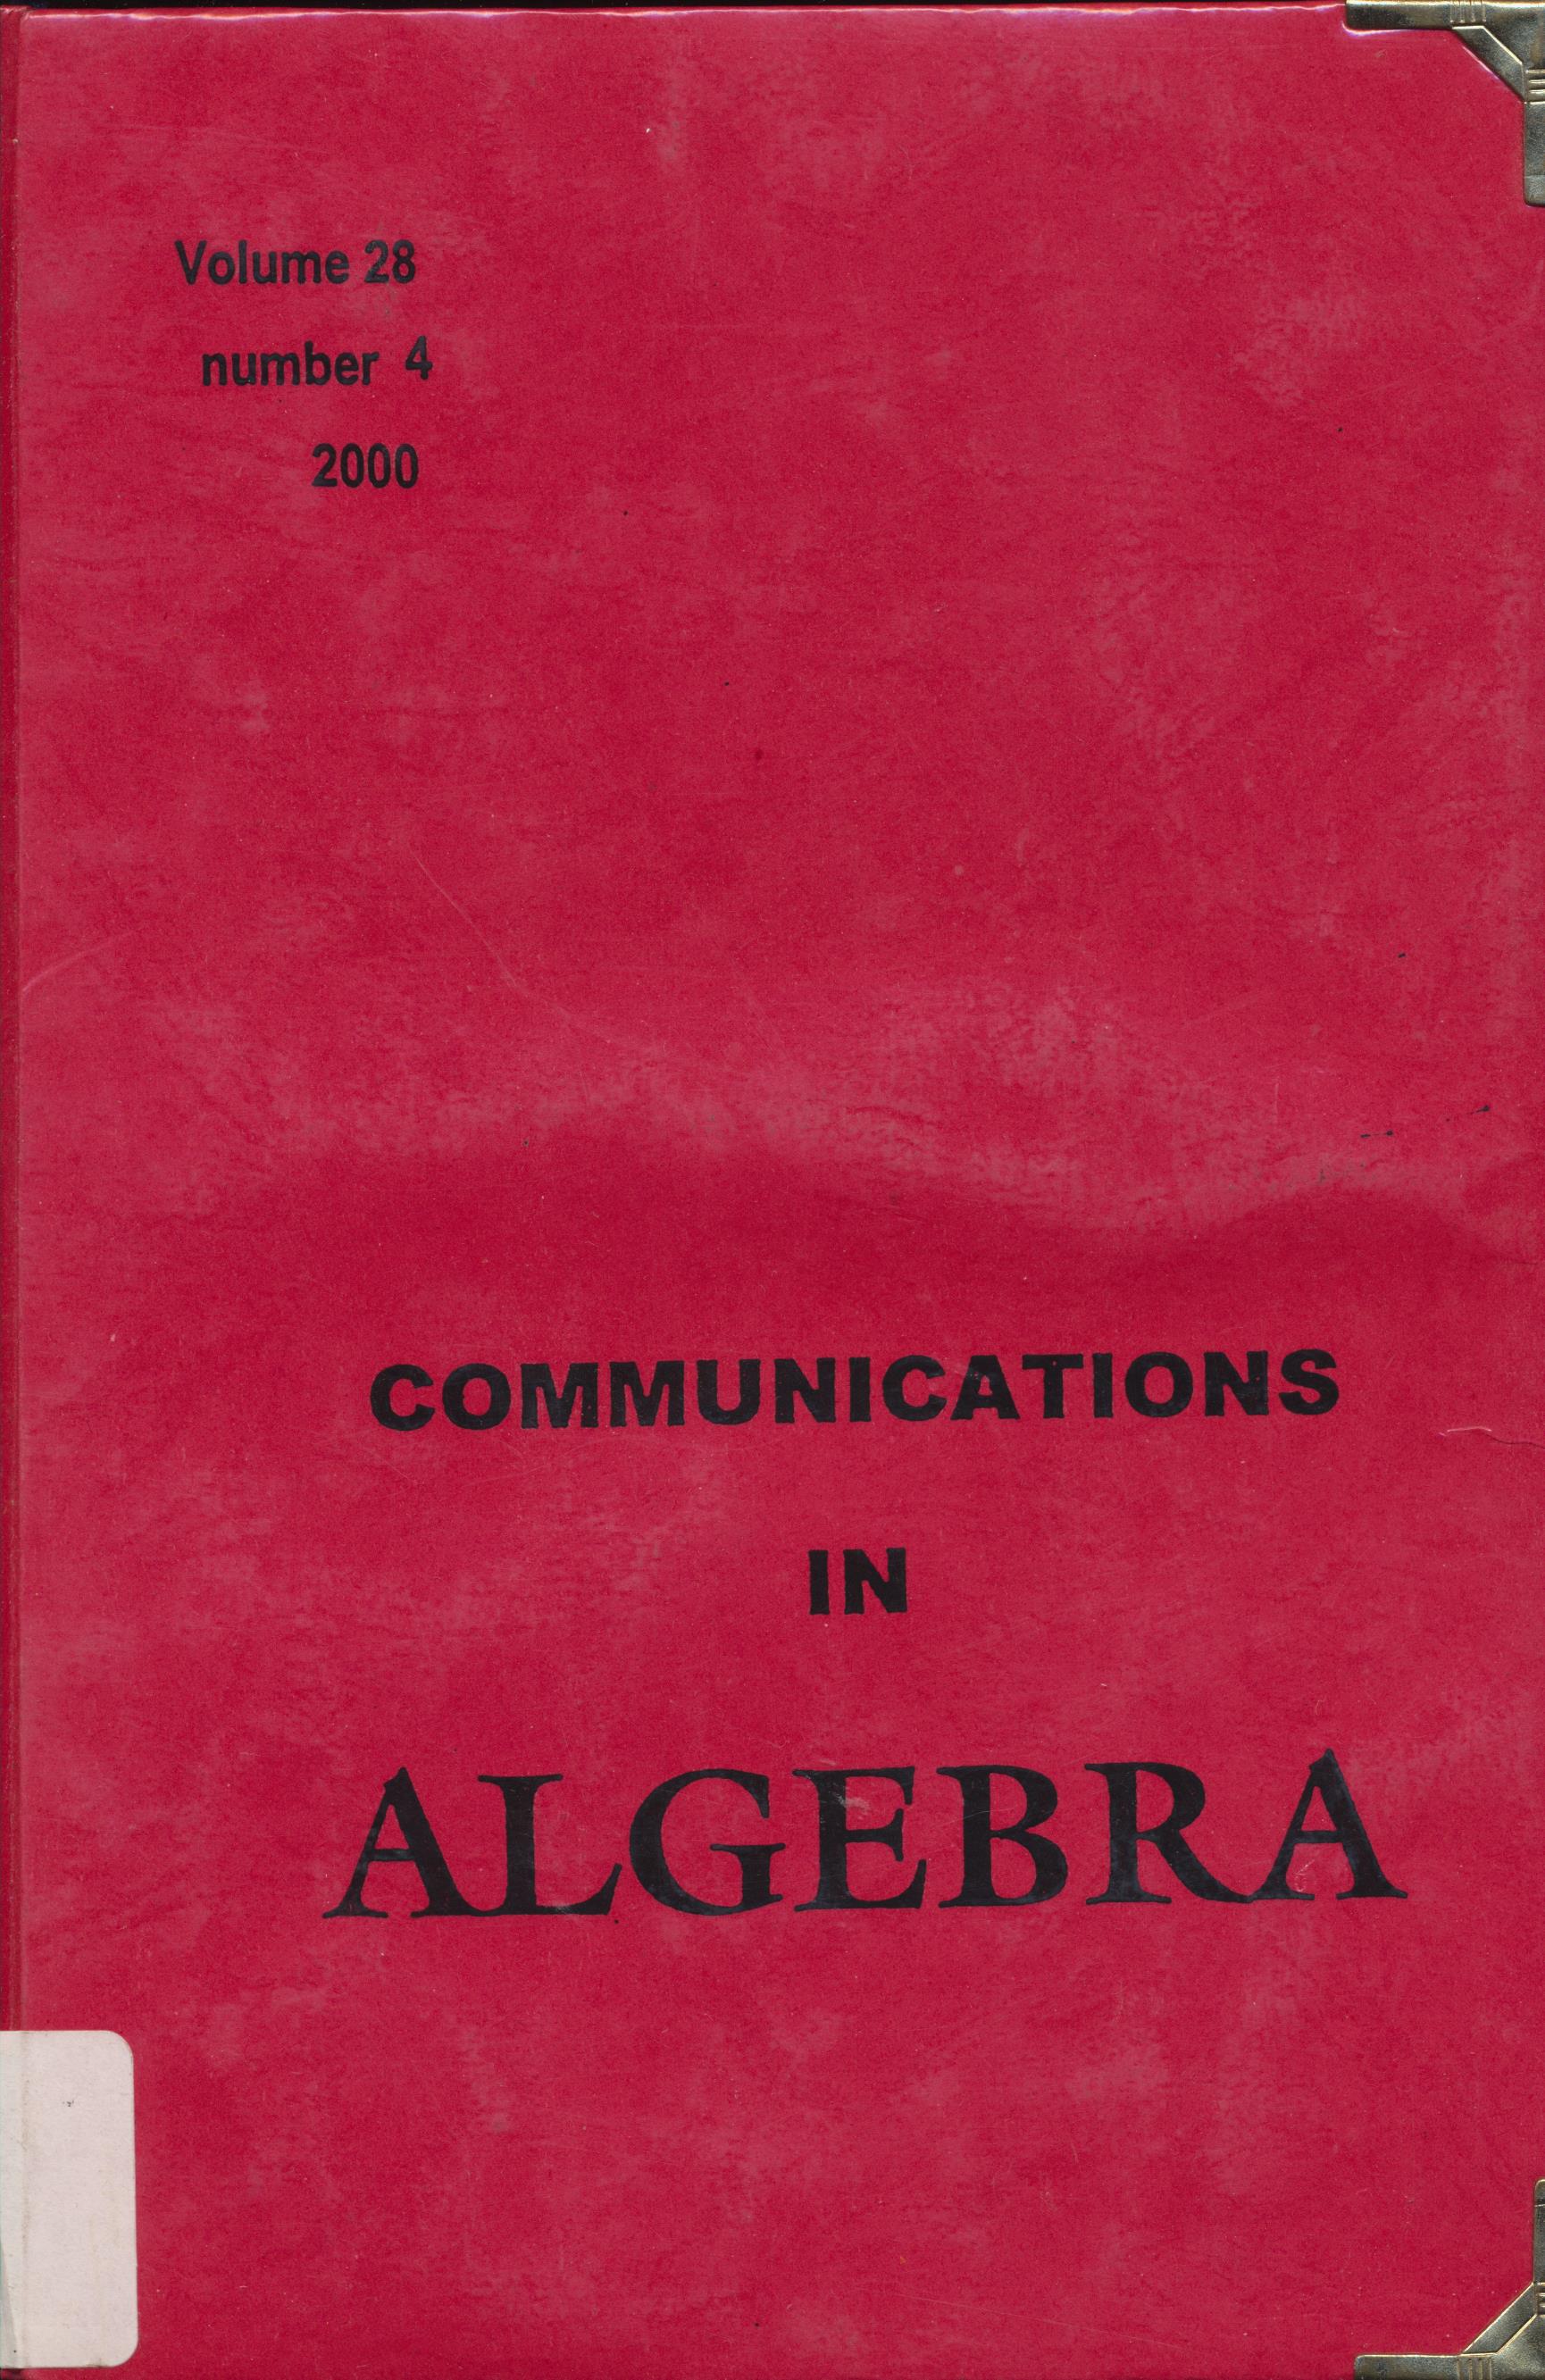 Volume 28
number 4
2000
COMMUNICATIONS
IN
ALGEBRA